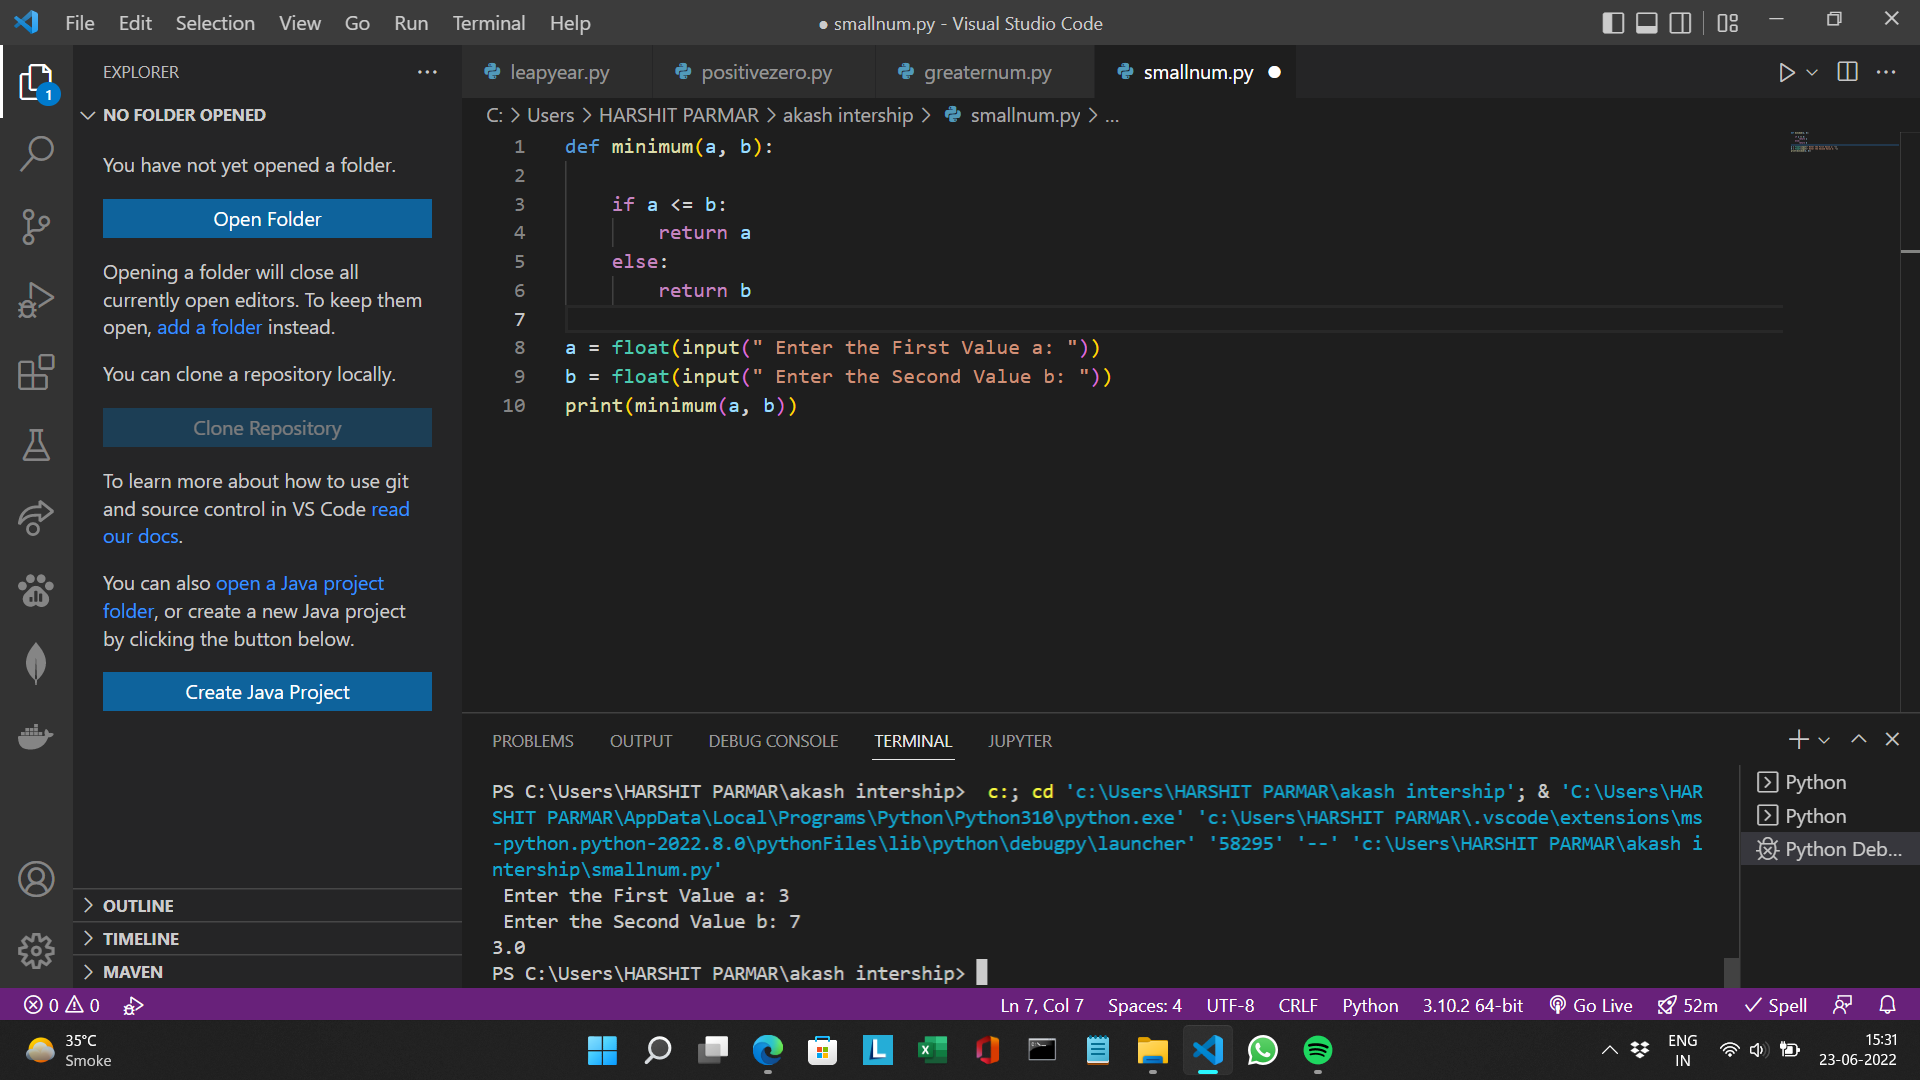 File Edit Selection View Go Run Terminal Help
● smallnum.py - Visual Studio Code
EXPLORER
1
NO FOLDER OPENED
You have not yet opened a folder.
Open Folder
Opening a folder will close all
currently open editors. To keep them
open, add a folder instead.
You can clone a repository locally.
Clone Repository
To learn more about how to use git
and source control in VS Code read
our docs.
You can also open a Java project
folder, or create a new Java project
by clicking the button below.
Create Java Project
OUTLINE
TIMELINE
MAVEN
leapyear.py positivezero.py greaternum.py smallnum.py
C: > Users > HARSHIT PARMAR > akash intership > smallnum.py > ...
1 def minimum(a, b):
2
3     if a <= b:
4         return a
5     else:
6         return b
7
8 a = float(input(" Enter the First Value a: "))
9 b = float(input(" Enter the Second Value b: "))
10 print(minimum(a, b))
PROBLEMS OUTPUT DEBUG CONSOLE TERMINAL JUPYTER
PS C:\Users\HARSHIT PARMAR\akash intership>  c:; cd 'c:\Users\HARSHIT PARMAR\akash intership'; & 'C:\Users\HAR
SHIT PARMAR\AppData\Local\Programs\Python\Python310\python.exe' 'c:\Users\HARSHIT PARMAR\.vscode\extensions\ms
-python.python-2022.8.0\pythonFiles\lib\python\debugpy\launcher' '58295' '--' 'c:\Users\HARSHIT PARMAR\akash i
ntership\smallnum.py'
 Enter the First Value a: 3
 Enter the Second Value b: 7
3.0
PS C:\Users\HARSHIT PARMAR\akash intership>
Python
Python
Python Deb...
0 0
Ln 7, Col 7 Spaces: 4 UTF-8 CRLF Python 3.10.2 64-bit Go Live 52m Spell
35°C
Smoke
ENG
IN
15:31
23-06-2022